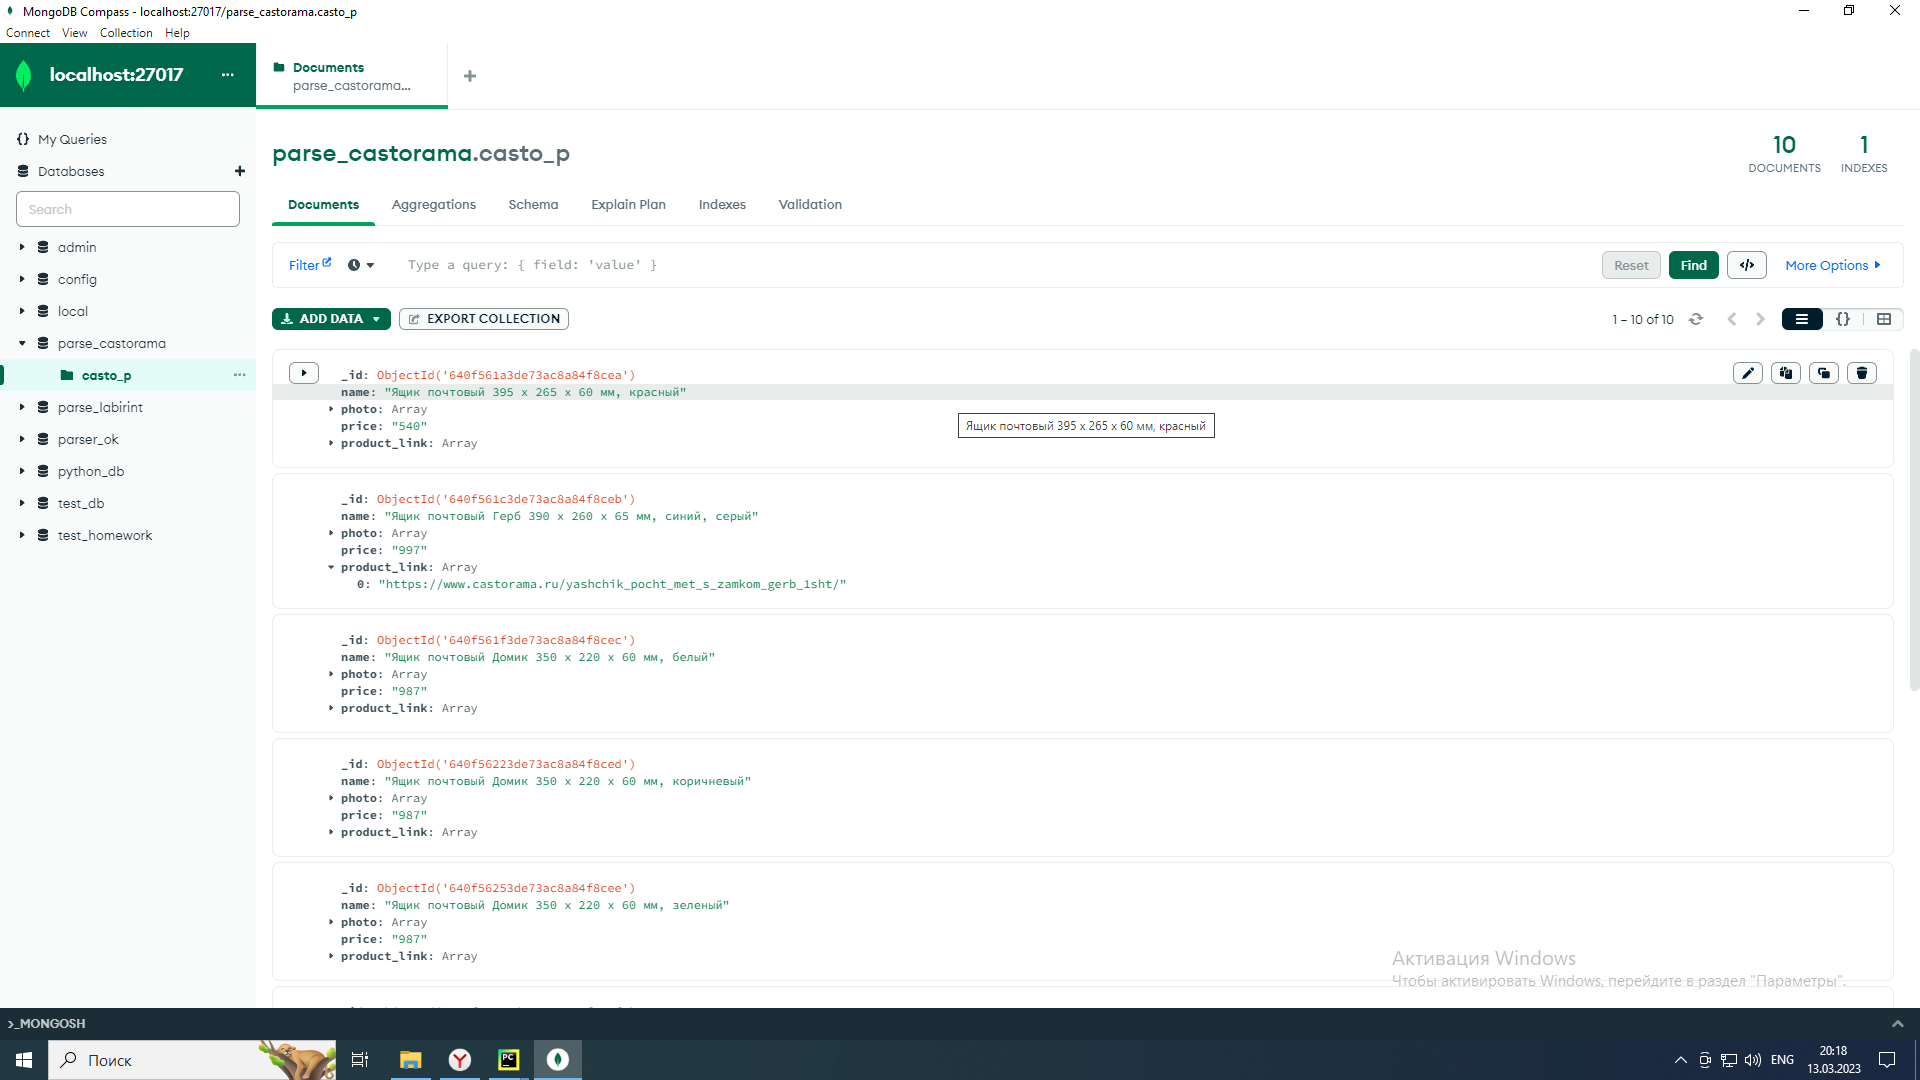 MongoDB Compass - localhost:27017/parse_castorama.casto_p
Connect View Collection Help
localhost:27017
Documents
parse_castorama...
My Queries
Databases
Search
admin
config
local
parse_castorama
casto_p
parse_labirint
parser_ok
python_db
test_db
test_homework
parse_castorama.casto_p
10
DOCUMENTS
1
INDEXES
Documents Aggregations Schema Explain Plan Indexes Validation
Filter Type a query: { field: 'value' } Reset Find </> More Options
ADD DATA EXPORT COLLECTION 1 – 10 of 10 {}
_id: ObjectId('640f561a3de73ac8a84f8cea')
name: "Ящик почтовый 395 х 265 х 60 мм, красный"
photo: Array
price: "540"
product_link: Array
Ящик почтовый 395 х 265 х 60 мм, красный
_id: ObjectId('640f561c3de73ac8a84f8ceb')
name: "Ящик почтовый Герб 390 х 260 х 65 мм, синий, серый"
photo: Array
price: "997"
product_link: Array
0: "https://www.castorama.ru/yashchik_pocht_met_s_zamkom_gerb_1sht/"
_id: ObjectId('640f561f3de73ac8a84f8cec')
name: "Ящик почтовый Домик 350 х 220 х 60 мм, белый"
photo: Array
price: "987"
product_link: Array
_id: ObjectId('640f56223de73ac8a84f8ced')
name: "Ящик почтовый Домик 350 х 220 х 60 мм, коричневый"
photo: Array
price: "987"
product_link: Array
_id: ObjectId('640f56253de73ac8a84f8cee')
name: "Ящик почтовый Домик 350 х 220 х 60 мм, зеленый"
photo: Array
price: "987"
product_link: Array
Активация Windows
Чтобы активировать Windows, перейдите в раздел "Параметры".
>_MONGOSH
Поиск
ENG
20:18
13.03.2023